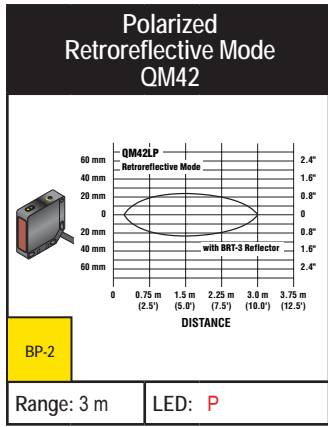 Polarized
Retroreflective Mode
QM42
QM42LP
Retroreflective Mode
60 mm 2.4"
40 mm 1.6"
20 mm 0.8"
0 0
20 mm 0.8"
40 mm with BRT-3 Reflector 1.6"
60 mm 2.4"
0 0.75 m 1.5 m 2.25 m 3.0 m 3.75 m
(2.5') (5.0') (7.5') (10.0') (12.5')
DISTANCE
BP-2
Range: 3 m LED: P